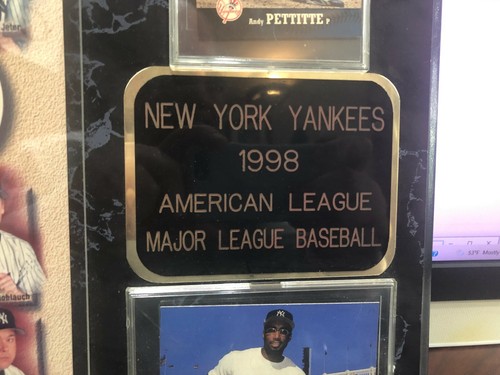 Andy PETTITTE P
NEW YORK YANKEES
1998
AMERICAN LEAGUE
MAJOR LEAGUE BASEBALL
NY